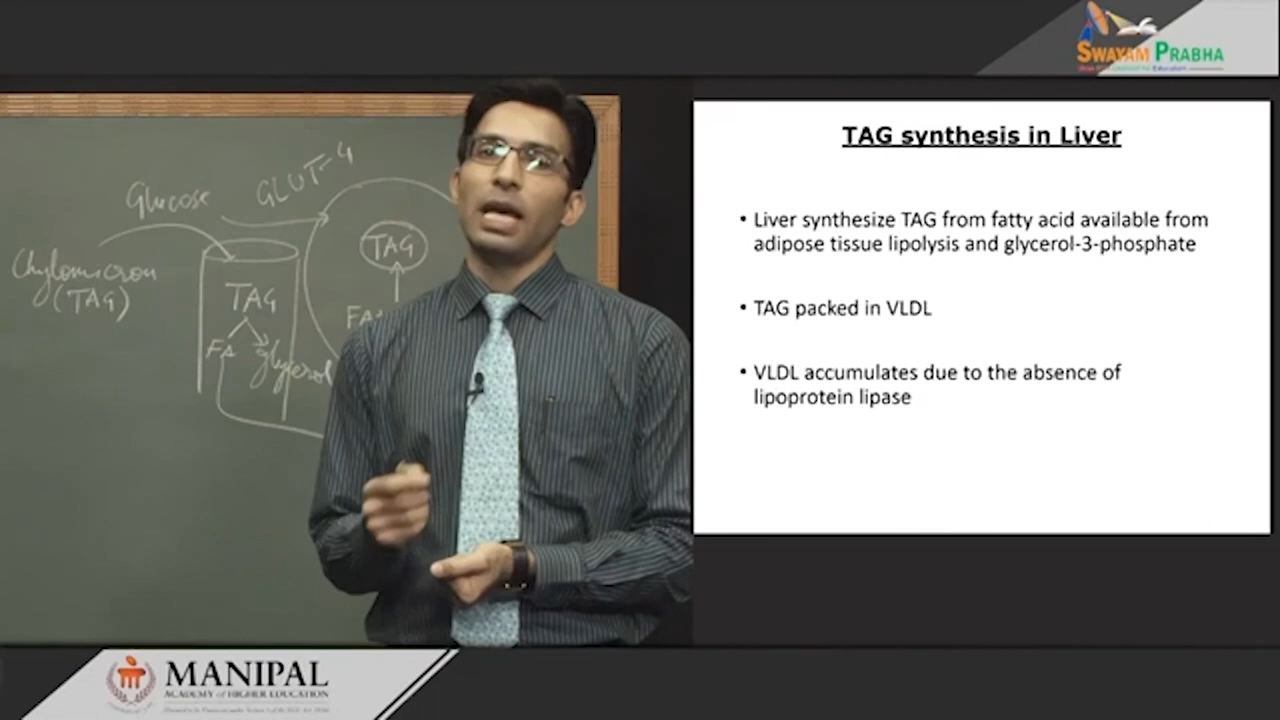 SWAYAM PRABHA
TAG synthesis in Liver
• Liver synthesize TAG from fatty acid available from
adipose tissue lipolysis and glycerol-3-phosphate
• TAG packed in VLDL
• VLDL accumulates due to the absence of
lipoprotein lipase
Glucose
GLUT-4
Chylomicron
(TAG)
TAG
FA
glycerol
TAG
FA
MANIPAL
ACADEMY of HIGHER EDUCATION